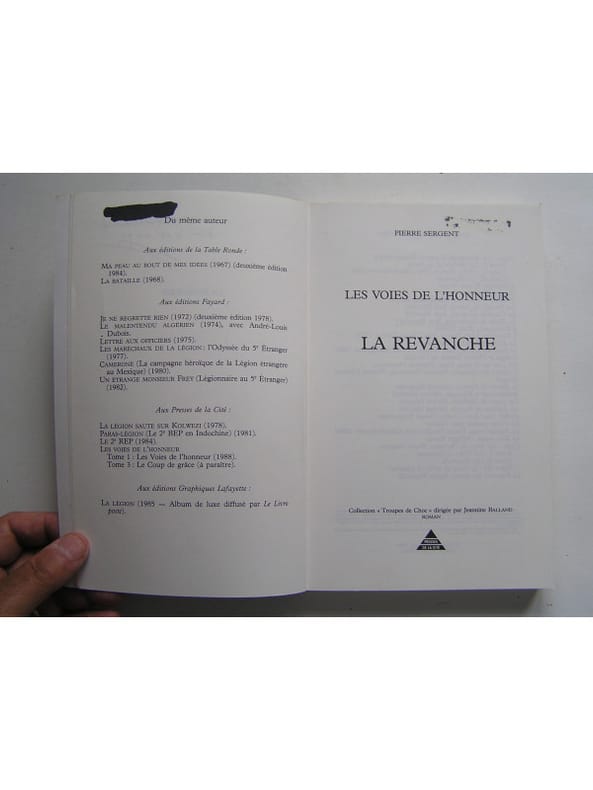 Du même auteur
Aux éditions de la Table Ronde :
MA PEAU AU BOUT DE MES IDÉES (1967) (deuxième édition
1984).
LA BATAILLE (1968).
Aux éditions Fayard :
JE NE REGRETTE RIEN (1972) (deuxième édition 1978).
LE MALENTENDU ALGÉRIEN (1974), avec André-Louis
Dubois.
LETTRE AUX OFFICIERS (1975).
LES MARÉCHAUX DE LA LÉGION : l'Odyssée du 5e Étranger
(1977).
CAMERONE (La campagne héroïque de la Légion étrangère
au Mexique) (1980).
UN ÉTRANGE MONSIEUR FREY (Légionnaire au 5e Étranger)
(1982).
Aux Presses de la Cité :
LA LÉGION SAUTE SUR KOLWEZI (1978).
PARAS-LÉGION (Le 2e BEP en Indochine) (1981).
LE 2e REP (1984).
LES VOIES DE L'HONNEUR
Tome 1 : Les Voies de l'honneur (1988).
Tome 3 : Le Coup de grâce (à paraître).
Aux éditions Graphiques Lafayette :
LA LÉGION (1985 — Album de luxe diffusé par Le Livre
pour).
PIERRE SERGENT
LES VOIES DE L'HONNEUR
LA REVANCHE
Collection « Troupes de Choc » dirigée par Jeannine BALLAND
ROMAN
PRESSES
DE LA CITÉ